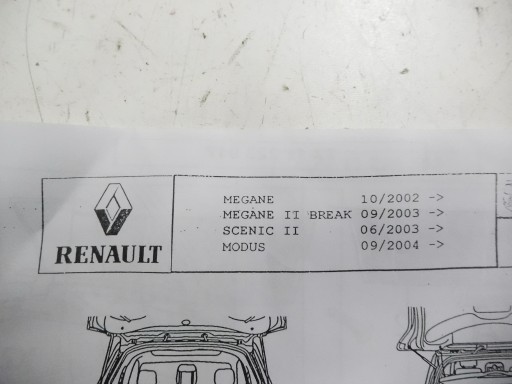 MEGANE 10/2002 ->
MEGANE II BREAK 09/2003 ->
SCENIC II 06/2003 ->
MODUS 09/2004 ->
RENAULT